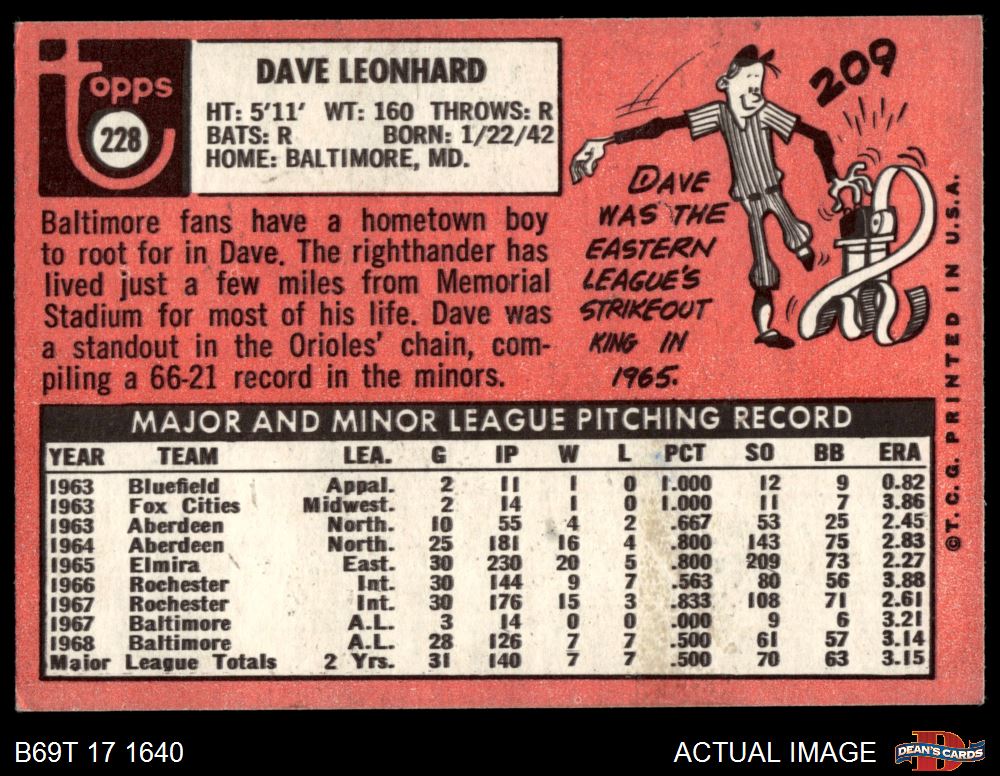 topps
228
DAVE LEONHARD
HT: 5'11' WT: 160 THROWS: R
BATS: R BORN: 1/22/42
HOME: BALTIMORE, MD.
Baltimore fans have a hometown boy
to root for in Dave. The righthander has
lived just a few miles from Memorial
Stadium for most of his life. Dave was
a standout in the Orioles' chain, com-
piling a 66-21 record in the minors.
209
DAVE
WAS THE
EASTERN
LEAGUE'S
STRIKEOUT
KING IN
1965.
MAJOR AND MINOR LEAGUE PITCHING RECORD
YEAR TEAM LEA. G IP W L PCT SO BB ERA
1963 Bluefield Appal. 2 11 1 0 1.000 12 9 0.82
1963 Fox Cities Midwest. 2 14 1 0 1.000 11 7 3.86
1963 Aberdeen North. 10 55 4 2 .667 53 25 2.45
1964 Aberdeen North. 25 181 16 4 .800 143 75 2.83
1965 Elmira East. 30 230 20 5 .800 209 73 2.27
1966 Rochester Int. 30 144 9 7 .563 80 56 3.88
1967 Rochester Int. 30 176 15 3 .833 108 71 2.61
1967 Baltimore A.L. 3 14 0 0 .000 9 6 3.21
1968 Baltimore A.L. 28 126 7 7 .500 61 57 3.14
Major League Totals 2 Yrs. 31 140 7 7 .500 70 63 3.15
©T.C.G. PRINTED IN U.S.A.
B69T 17 1640
ACTUAL IMAGE
DEAN'S CARDS